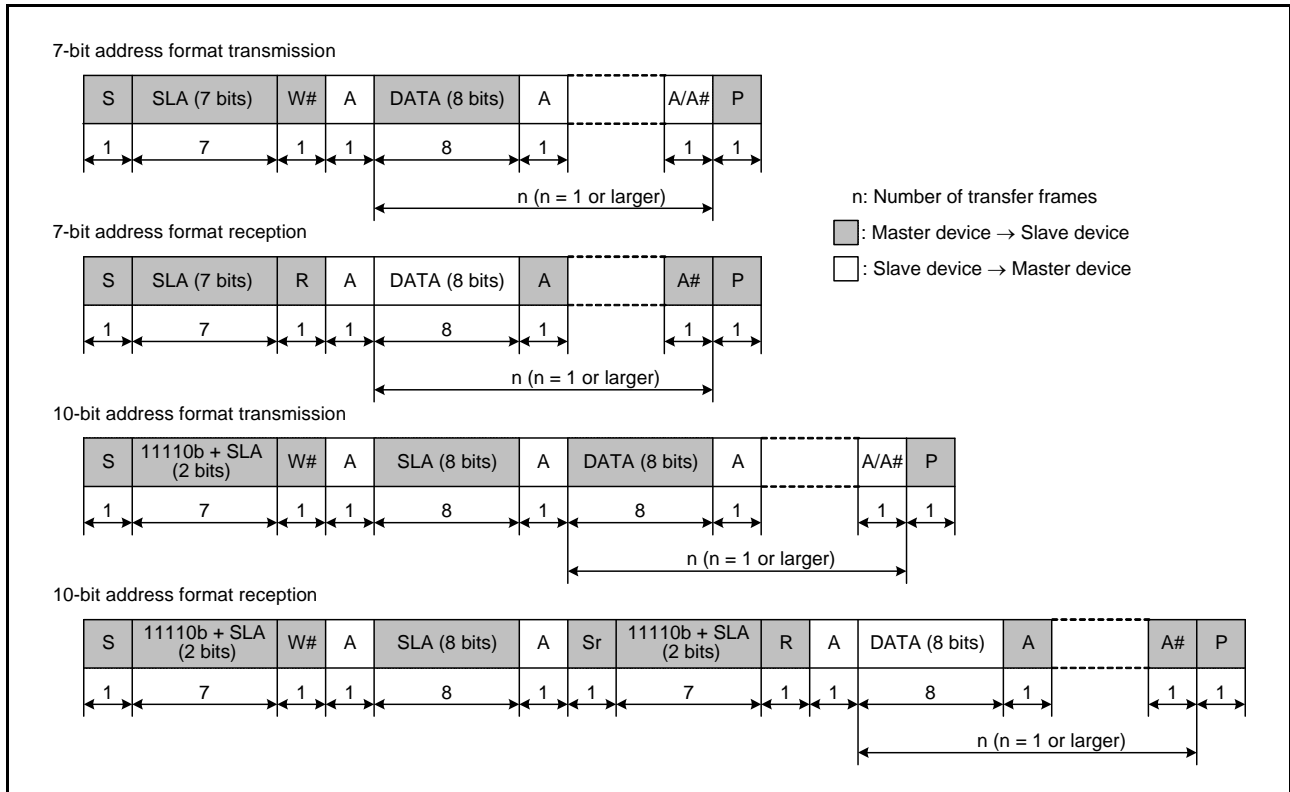 7-bit address format transmission
S SLA (7 bits) W# A DATA (8 bits) A A/A# P
1 7 1 1 8 1 1 1
n (n = 1 or larger)
n: Number of transfer frames
: Master device → Slave device
: Slave device → Master device
7-bit address format reception
S SLA (7 bits) R A DATA (8 bits) A A# P
1 7 1 1 8 1 1 1
n (n = 1 or larger)
10-bit address format transmission
S 11110b + SLA (2 bits) W# A SLA (8 bits) A DATA (8 bits) A A/A# P
1 7 1 1 8 1 8 1 1 1
n (n = 1 or larger)
10-bit address format reception
S 11110b + SLA (2 bits) W# A SLA (8 bits) A Sr 11110b + SLA (2 bits) R A DATA (8 bits) A A# P
1 7 1 1 8 1 1 7 1 1 8 1 1 1
n (n = 1 or larger)